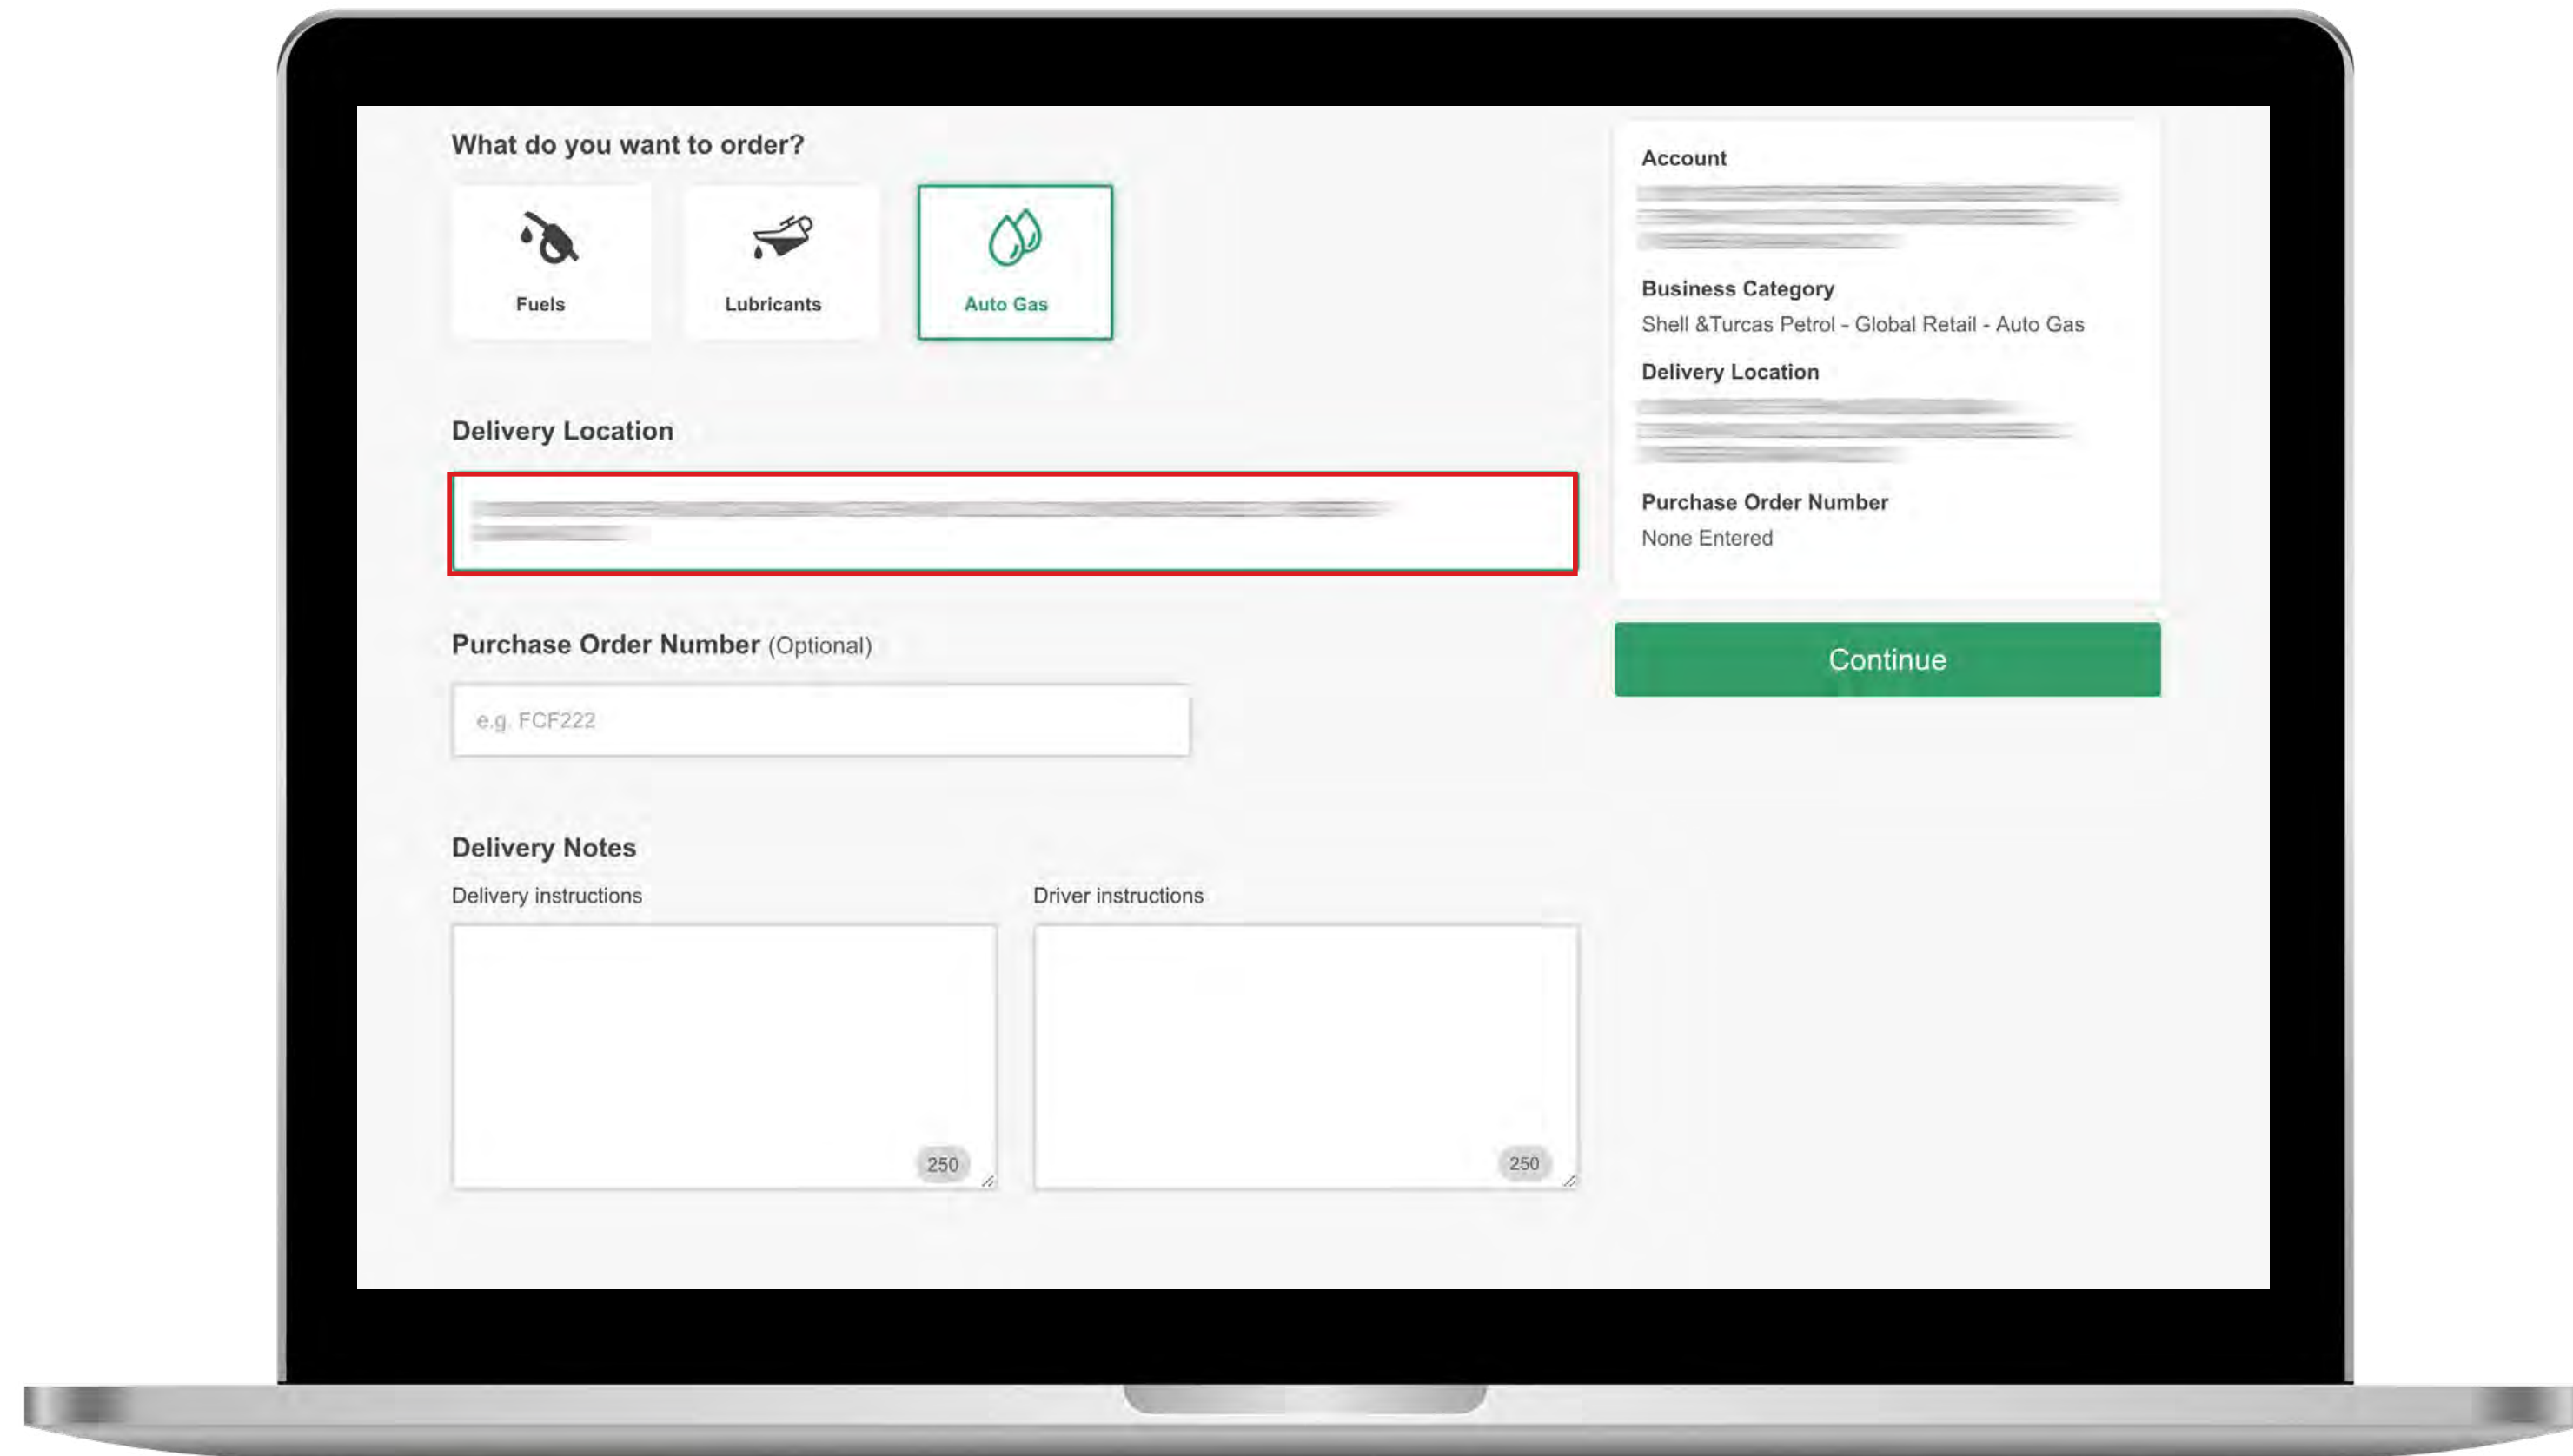 What do you want to order?
Fuels
Lubricants
Auto Gas
Delivery Location
Purchase Order Number (Optional)
e.g. FCF222
Delivery Notes
Delivery instructions
Driver instructions
250
250
Account
Business Category
Shell &Turcas Petrol - Global Retail - Auto Gas
Delivery Location
Purchase Order Number
None Entered
Continue